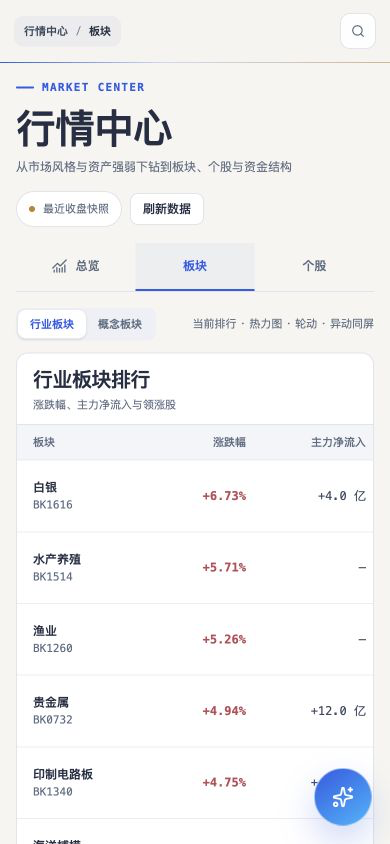 行情中心 / 板块
MARKET CENTER
行情中心
从市场风格与资产强弱下钻到板块、个股与资金结构
最近收盘快照 刷新数据
总览 板块 个股
行业板块 概念板块 当前排行 · 热力图 · 轮动 · 异动同屏
行业板块排行
涨跌幅、主力净流入与领涨股
板块 涨跌幅 主力净流入
白银
BK1616
+6.73% +4.0 亿
水产养殖
BK1514
+5.71% —
渔业
BK1260
+5.26% —
贵金属
BK0732
+4.94% +12.0 亿
印制电路板
BK1340
+4.75% +